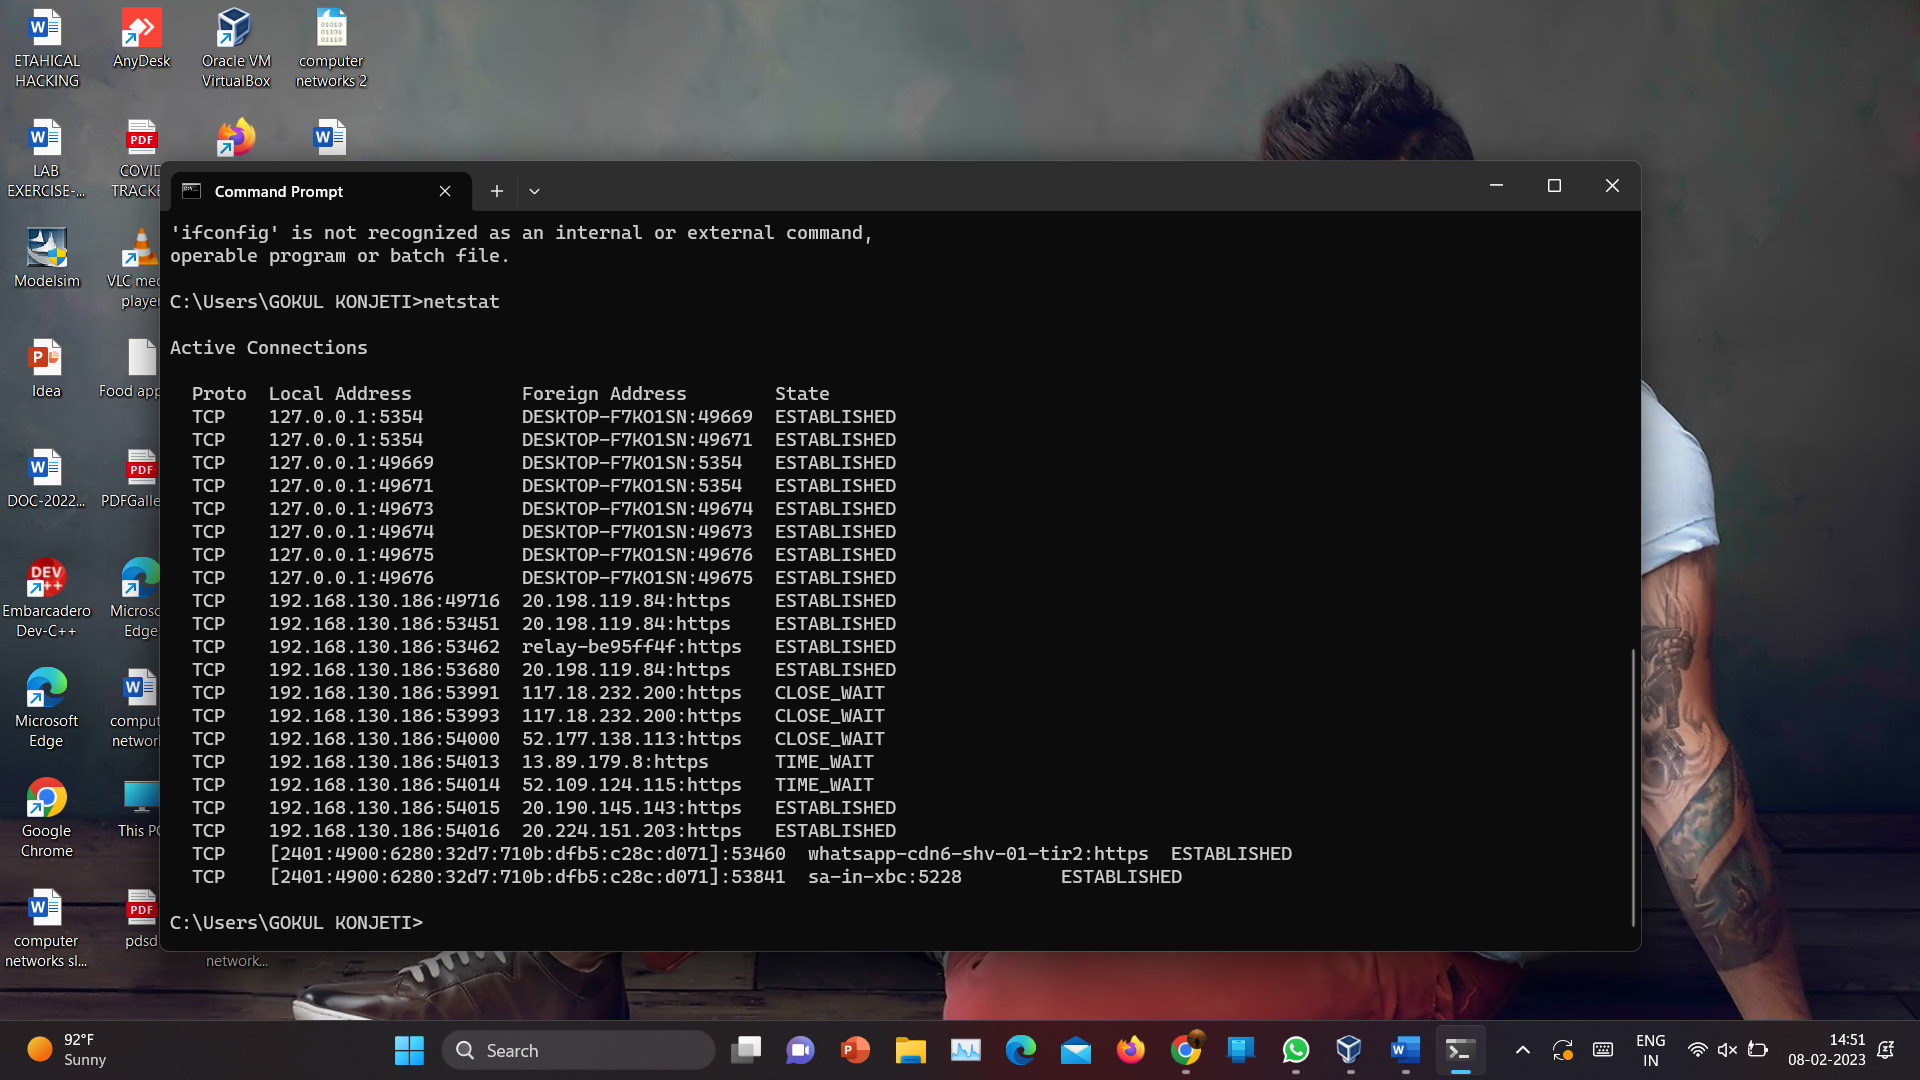 ETAHICAL
HACKING
AnyDesk
Oracle VM
VirtualBox
computer
networks 2
LAB
EXERCISE-...
COVID
TRACKE
Command Prompt
'ifconfig' is not recognized as an internal or external command,
operable program or batch file.
C:\Users\GOKUL KONJETI>netstat
Active Connections
Proto  Local Address          Foreign Address        State
TCP    127.0.0.1:5354         DESKTOP-F7KO1SN:49669  ESTABLISHED
TCP    127.0.0.1:5354         DESKTOP-F7KO1SN:49671  ESTABLISHED
TCP    127.0.0.1:49669        DESKTOP-F7KO1SN:5354   ESTABLISHED
TCP    127.0.0.1:49671        DESKTOP-F7KO1SN:5354   ESTABLISHED
TCP    127.0.0.1:49673        DESKTOP-F7KO1SN:49674  ESTABLISHED
TCP    127.0.0.1:49674        DESKTOP-F7KO1SN:49673  ESTABLISHED
TCP    127.0.0.1:49675        DESKTOP-F7KO1SN:49676  ESTABLISHED
TCP    127.0.0.1:49676        DESKTOP-F7KO1SN:49675  ESTABLISHED
TCP    192.168.130.186:49716  20.198.119.84:https    ESTABLISHED
TCP    192.168.130.186:53451  20.198.119.84:https    ESTABLISHED
TCP    192.168.130.186:53462  relay-be95ff4f:https   ESTABLISHED
TCP    192.168.130.186:53680  20.198.119.84:https    ESTABLISHED
TCP    192.168.130.186:53991  117.18.232.200:https   CLOSE_WAIT
TCP    192.168.130.186:53993  117.18.232.200:https   CLOSE_WAIT
TCP    192.168.130.186:54000  52.177.138.113:https   CLOSE_WAIT
TCP    192.168.130.186:54013  13.89.179.8:https      TIME_WAIT
TCP    192.168.130.186:54014  52.109.124.115:https   TIME_WAIT
TCP    192.168.130.186:54015  20.190.145.143:https   ESTABLISHED
TCP    192.168.130.186:54016  20.224.151.203:https   ESTABLISHED
TCP    [2401:4900:6280:32d7:710b:dfb5:c28c:d071]:53460  whatsapp-cdn6-shv-01-tir2:https  ESTABLISHED
TCP    [2401:4900:6280:32d7:710b:dfb5:c28c:d071]:53841  sa-in-xbc:5228         ESTABLISHED
C:\Users\GOKUL KONJETI>
Modelsim
VLC med
player
Idea
Food app
DOC-2022...
PDFGalle
Embarcadero
Dev-C++
Microso
Edge
Microsoft
Edge
comput
networ
Google
Chrome
This PC
computer
networks sl...
pdsd
network...
92°F
Sunny
Search
ENG
IN
14:51
08-02-2023